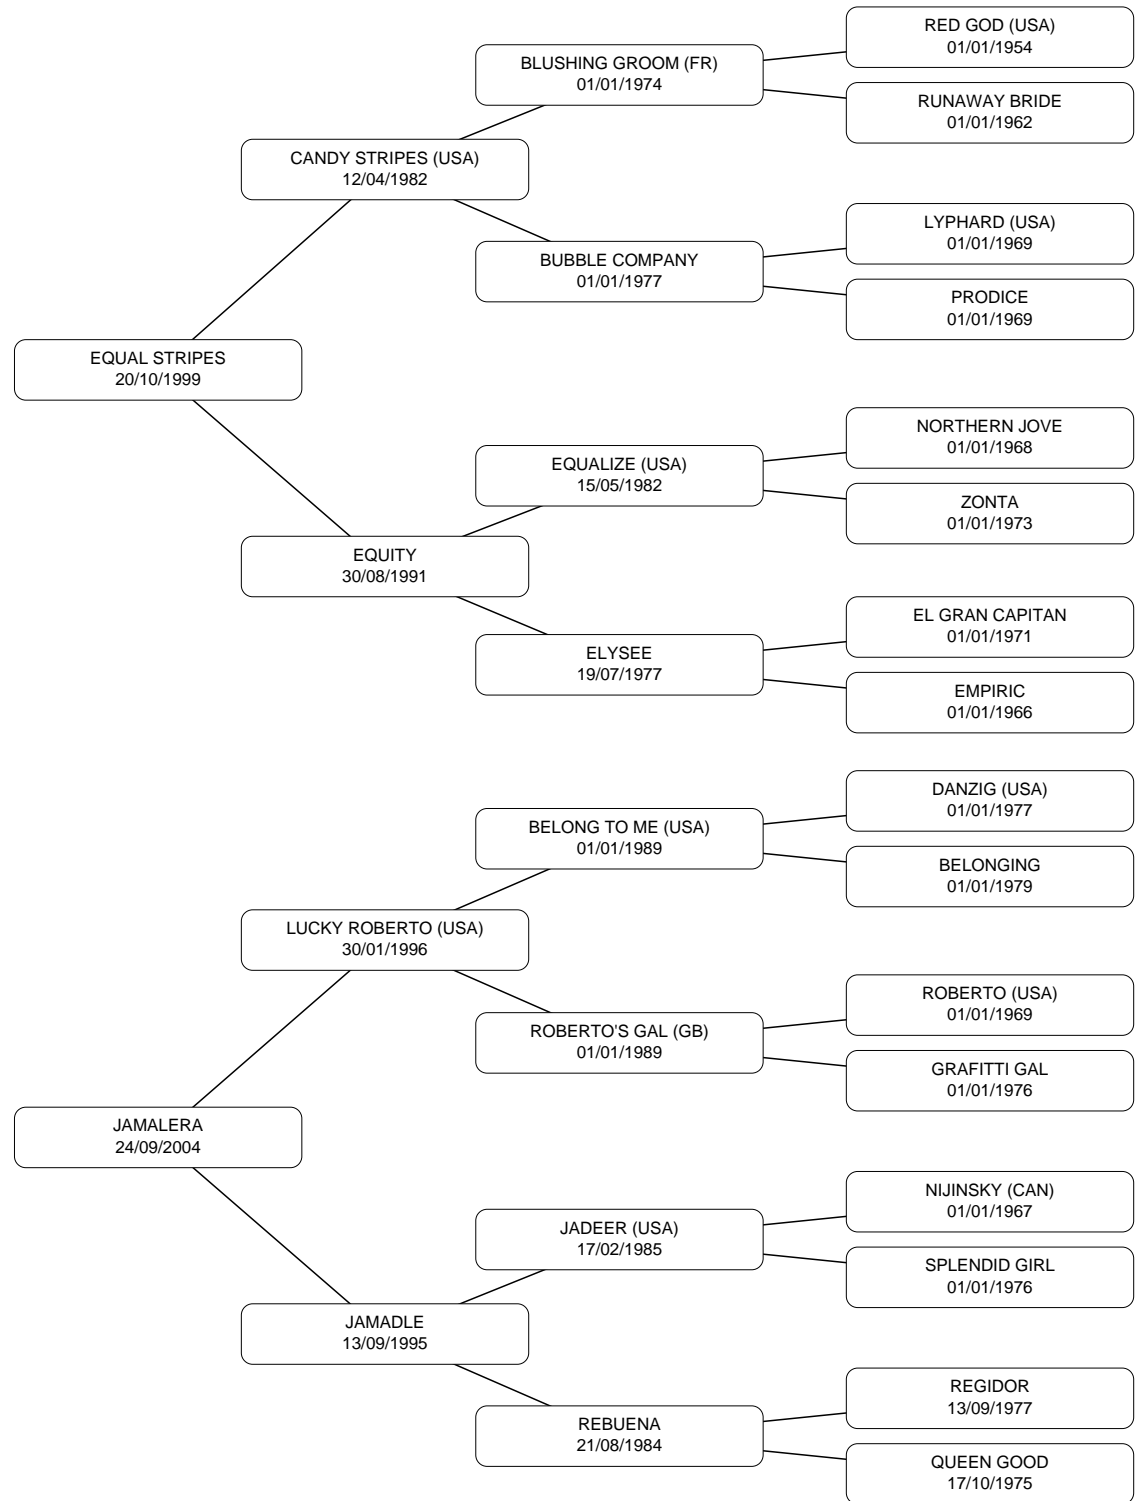 RED GOD (USA)
01/01/1954
BLUSHING GROOM (FR)
01/01/1974
RUNAWAY BRIDE
01/01/1962
CANDY STRIPES (USA)
12/04/1982
LYPHARD (USA)
01/01/1969
BUBBLE COMPANY
01/01/1977
PRODICE
01/01/1969
EQUAL STRIPES
20/10/1999
NORTHERN JOVE
01/01/1968
EQUALIZE (USA)
15/05/1982
ZONTA
01/01/1973
EQUITY
30/08/1991
EL GRAN CAPITAN
01/01/1971
ELYSEE
19/07/1977
EMPIRIC
01/01/1966
DANZIG (USA)
01/01/1977
BELONG TO ME (USA)
01/01/1989
BELONGING
01/01/1979
LUCKY ROBERTO (USA)
30/01/1996
ROBERTO (USA)
01/01/1969
ROBERTO'S GAL (GB)
01/01/1989
GRAFITTI GAL
01/01/1976
JAMALERA
24/09/2004
NIJINSKY (CAN)
01/01/1967
JADEER (USA)
17/02/1985
SPLENDID GIRL
01/01/1976
JAMADLE
13/09/1995
REGIDOR
13/09/1977
REBUENA
21/08/1984
QUEEN GOOD
17/10/1975